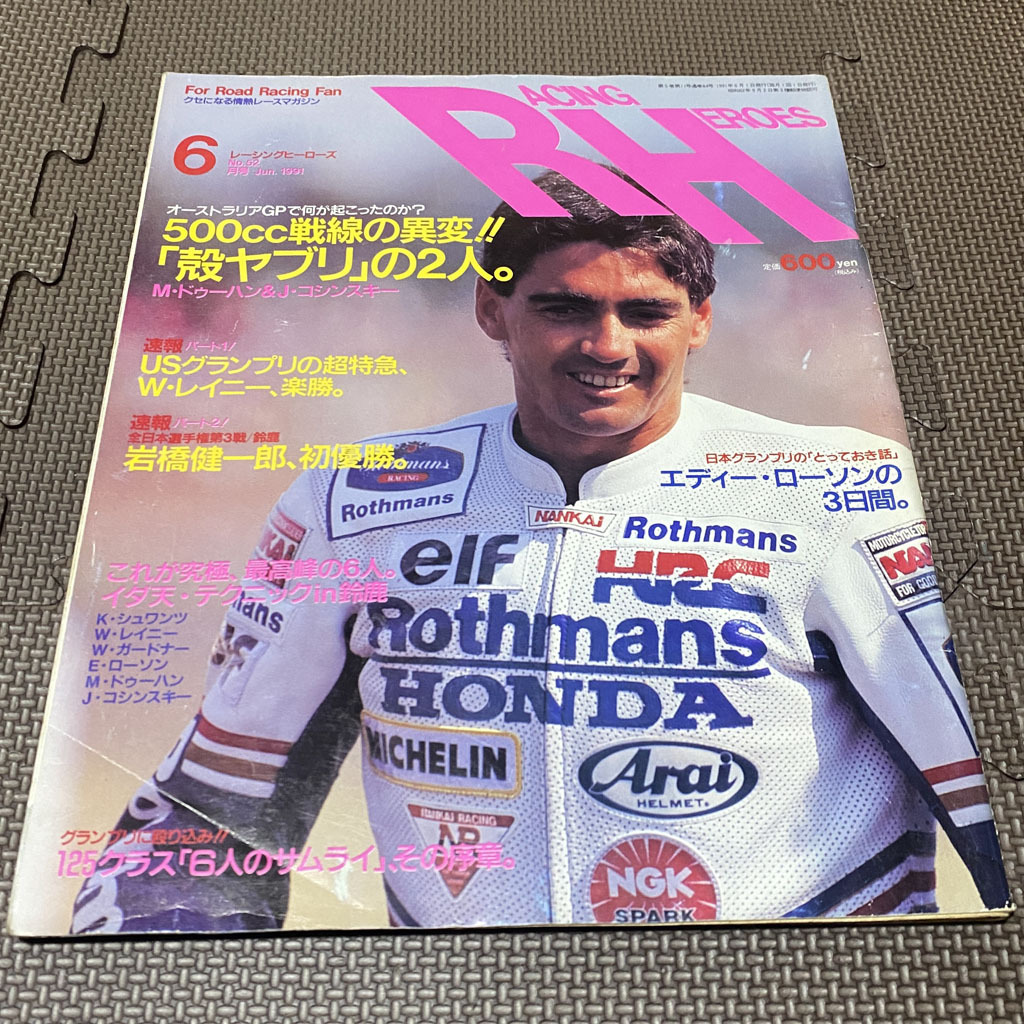 For Road Racing Fan
クセになる情熱レースマガジン
RACING HEROES
6
レーシングヒーローズ
No.52
月号 Jun. 1991
定価600yen
(税込み)
オーストラリアGPで何が起こったのか?
500cc戦線の異変!!
「殻ヤブリ」の2人。
M・ドゥーハン&J・コシンスキー
速報 パート1!
USグランプリの超特急、
W・レイニー、楽勝。
速報 パート2!
全日本選手権第3戦/鈴鹿
岩橋健一郎、初優勝。
日本グランプリの「とっておき話」
エディー・ローソンの
3日間。
これが究極、最高峰の6人。
イダ天・テクニックin鈴鹿
K・シュワンツ
W・レイニー
W・ガードナー
E・ローソン
M・ドゥーハン
J・コシンスキー
グランプリに殴り込み!!
125クラス「6人のサムライ」、その序章。
Rothmans
RACING
Rothmans
NANKAI
Rothmans
elf
HRC
Rothmans
HONDA
MICHELIN
Arai
HELMET
NANKAI RACING
NGK
SPARK
MOTORCYCLE
FOR GOOD